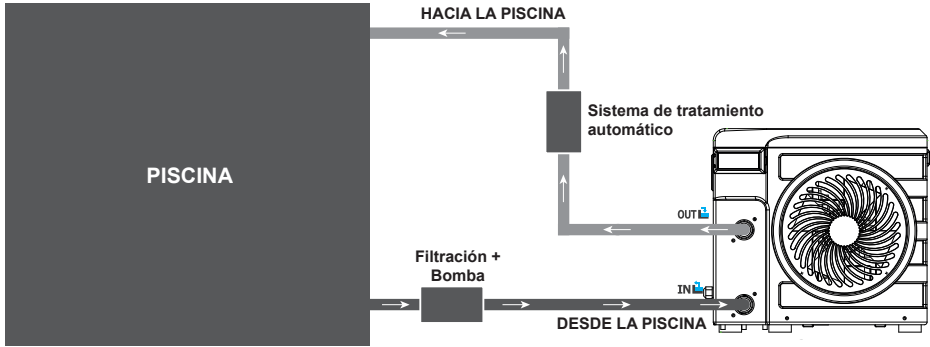 HACIA LA PISCINA
Sistema de tratamiento
automático
PISCINA
OUT
Filtración +
Bomba
IN
DESDE LA PISCINA